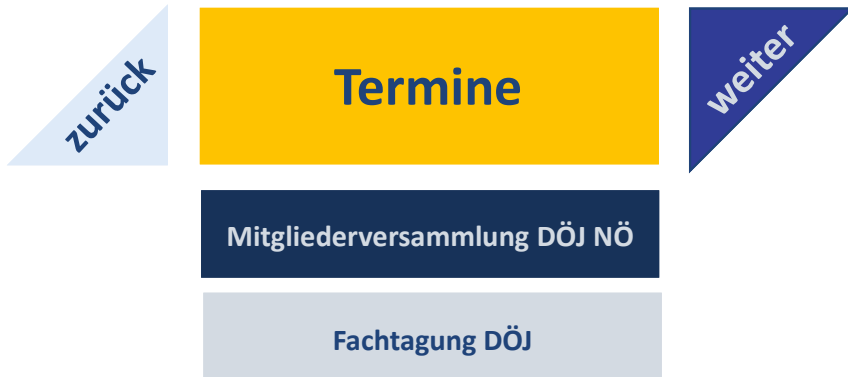 zurück
Termine
weiter
Mitgliederversammlung DÖJ NÖ
Fachtagung DÖJ